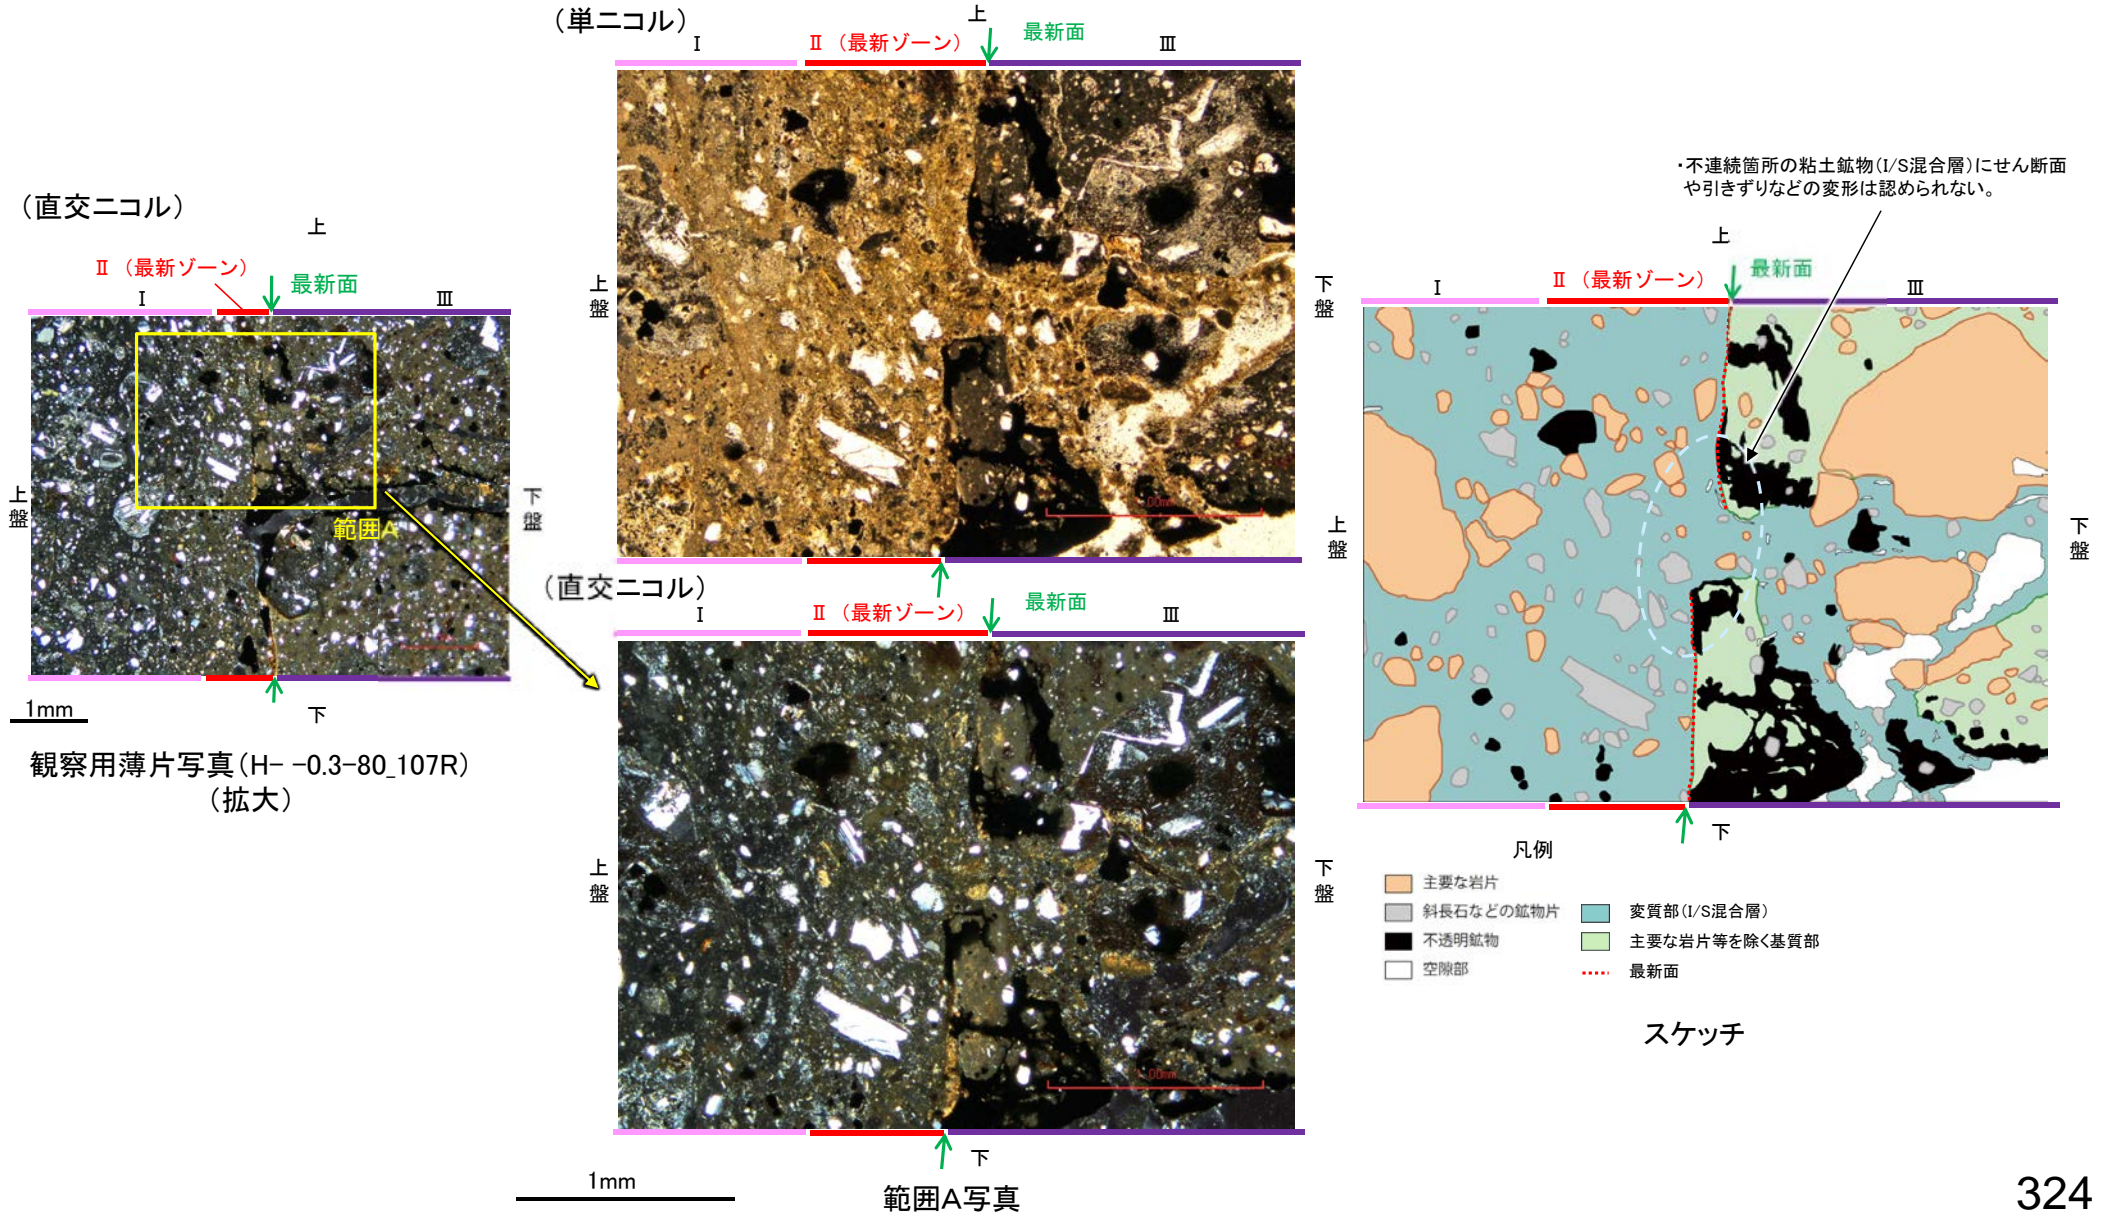 (直交ニコル)
上
Ⅱ (最新ゾーン)
最新面
Ⅰ
Ⅲ
上盤
下盤
範囲A
下
1mm
観察用薄片写真(H- -0.3-80_107R)
(拡大)
(単ニコル)
上
Ⅰ
Ⅱ (最新ゾーン)
最新面
Ⅲ
上盤
下盤
1.00mm
(直交ニコル)
最新面
Ⅰ
Ⅱ (最新ゾーン)
Ⅲ
上盤
下盤
1.00mm
下
1mm
範囲A写真
・不連続箇所の粘土鉱物(I/S混合層)にせん断面
や引きずりなどの変形は認められない。
上
Ⅰ
Ⅱ (最新ゾーン)
最新面
Ⅲ
上盤
下盤
下
凡例
主要な岩片
斜長石などの鉱物片
不透明鉱物
空隙部
変質部(I/S混合層)
主要な岩片等を除く基質部
最新面
スケッチ
324